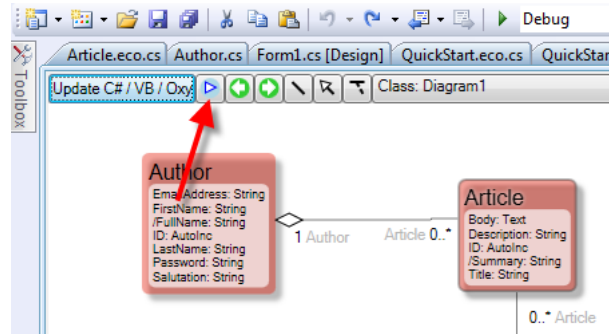 Debug
Article.eco.cs Author.cs Form1.cs [Design] QuickStart.eco.cs QuickStar
Toolbox
Update C# / VB / Oxy Class: Diagram1
Author
EmailAddress: String
FirstName: String
/FullName: String
ID: AutoInc
LastName: String
Password: String
Salutation: String
1 Author
Article 0..*
Article
Body: Text
Description: String
ID: AutoInc
/Summary: String
Title: String
0..* Article